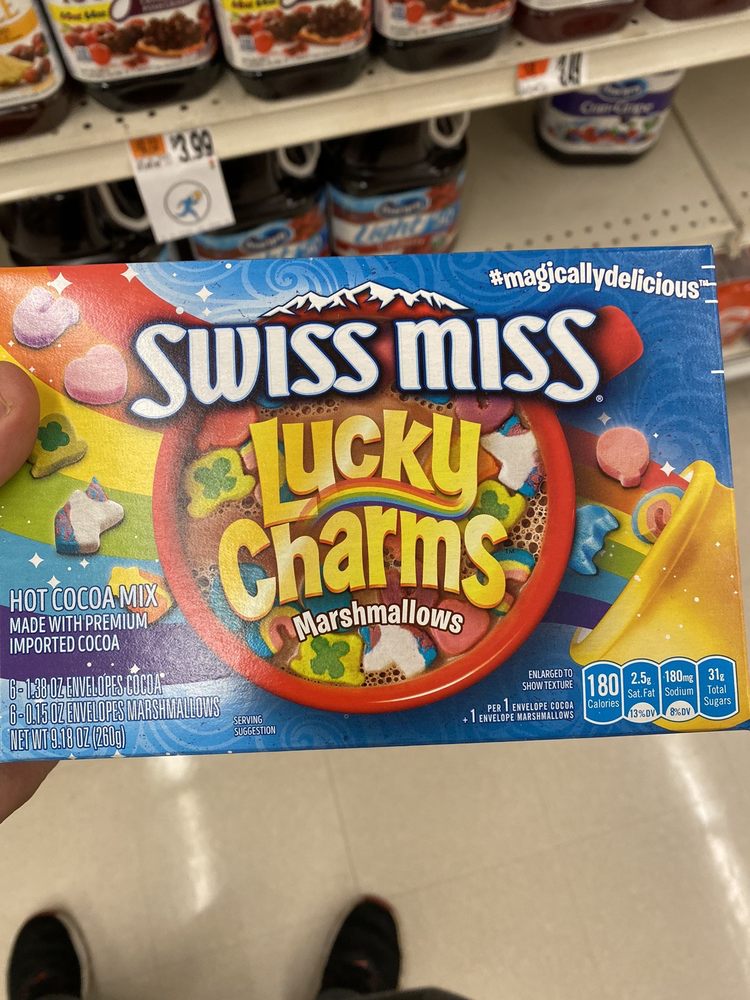 $3.99
CranGrape
Light
#magicallydelicious™
SWISS MISS®
Lucky
Charms™
Marshmallows
HOT COCOA MIX
MADE WITH PREMIUM
IMPORTED COCOA
6 - 1.38 OZ ENVELOPES COCOA
6 - 0.15 OZ ENVELOPES MARSHMALLOWS
NET WT 9.18 OZ (260g)
SERVING
SUGGESTION
ENLARGED TO
SHOW TEXTURE
PER 1 ENVELOPE COCOA
+ 1 ENVELOPE MARSHMALLOWS
180
Calories
2.5g
Sat. Fat
13% DV
180mg
Sodium
8% DV
31g
Total
Sugars